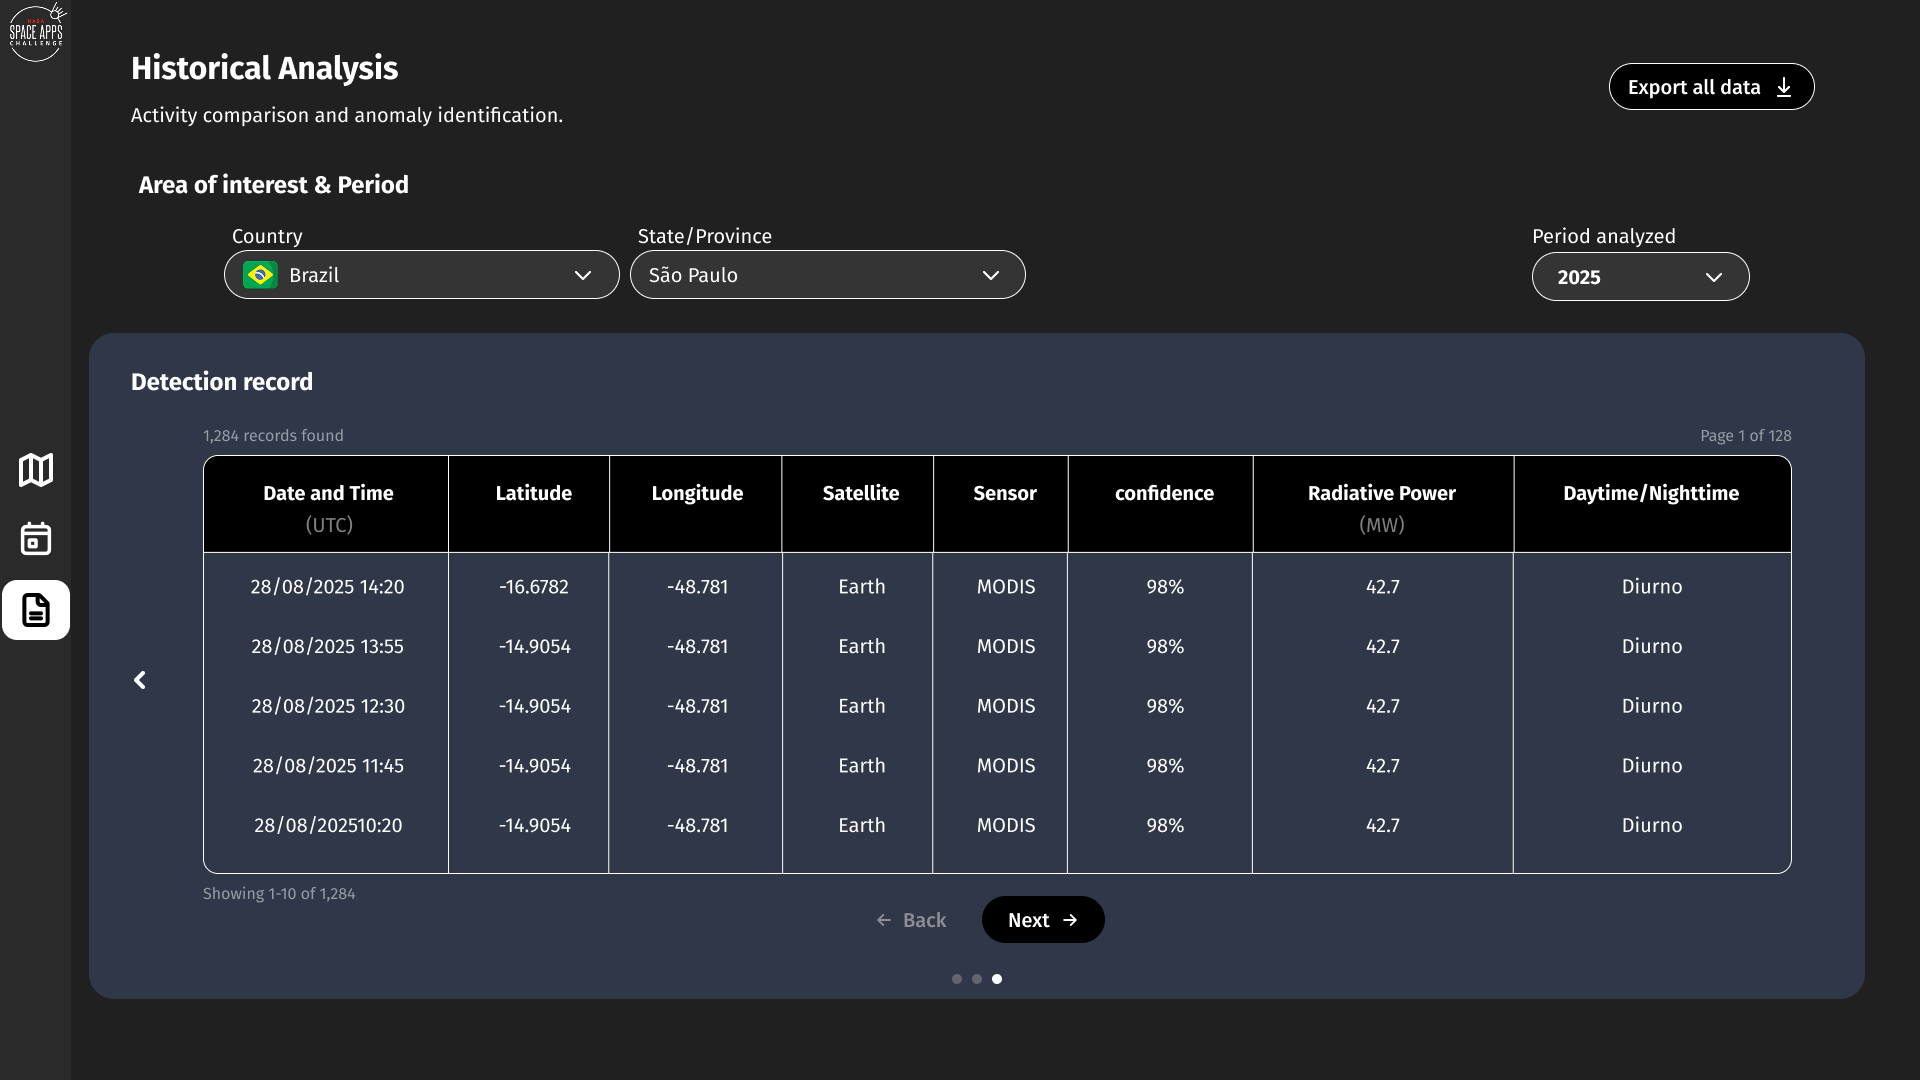 NASA
SPACE APPS
CHALLENGE
Historical Analysis
Activity comparison and anomaly identification.
Export all data
Area of interest & Period
Country
State/Province
Period analyzed
Brazil
São Paulo
2025
Detection record
1,284 records found
Page 1 of 128
Date and Time Latitude Longitude Satellite Sensor confidence Radiative Power Daytime/Nighttime
(UTC) (MW)
28/08/2025 14:20 -16.6782 -48.781 Earth MODIS 98% 42.7 Diurno
28/08/2025 13:55 -14.9054 -48.781 Earth MODIS 98% 42.7 Diurno
28/08/2025 12:30 -14.9054 -48.781 Earth MODIS 98% 42.7 Diurno
28/08/2025 11:45 -14.9054 -48.781 Earth MODIS 98% 42.7 Diurno
28/08/202510:20 -14.9054 -48.781 Earth MODIS 98% 42.7 Diurno
Showing 1-10 of 1,284
Back
Next